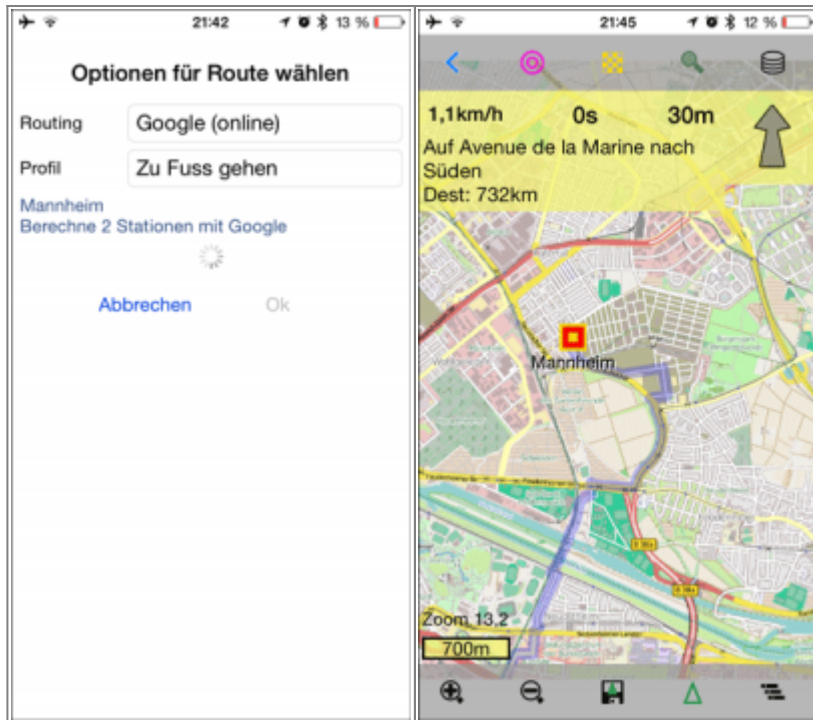 21:42
13 %
Optionen für Route wählen
Routing
Google (online)
Profil
Zu Fuss gehen
Mannheim
Berechne 2 Stationen mit Google
Abbrechen
Ok
21:45
12 %
1,1km/h
0s
30m
Auf Avenue de la Marine nach
Süden
Dest: 732km
Mannheim
B 38a
B 38a
Zoom 13,2
700m